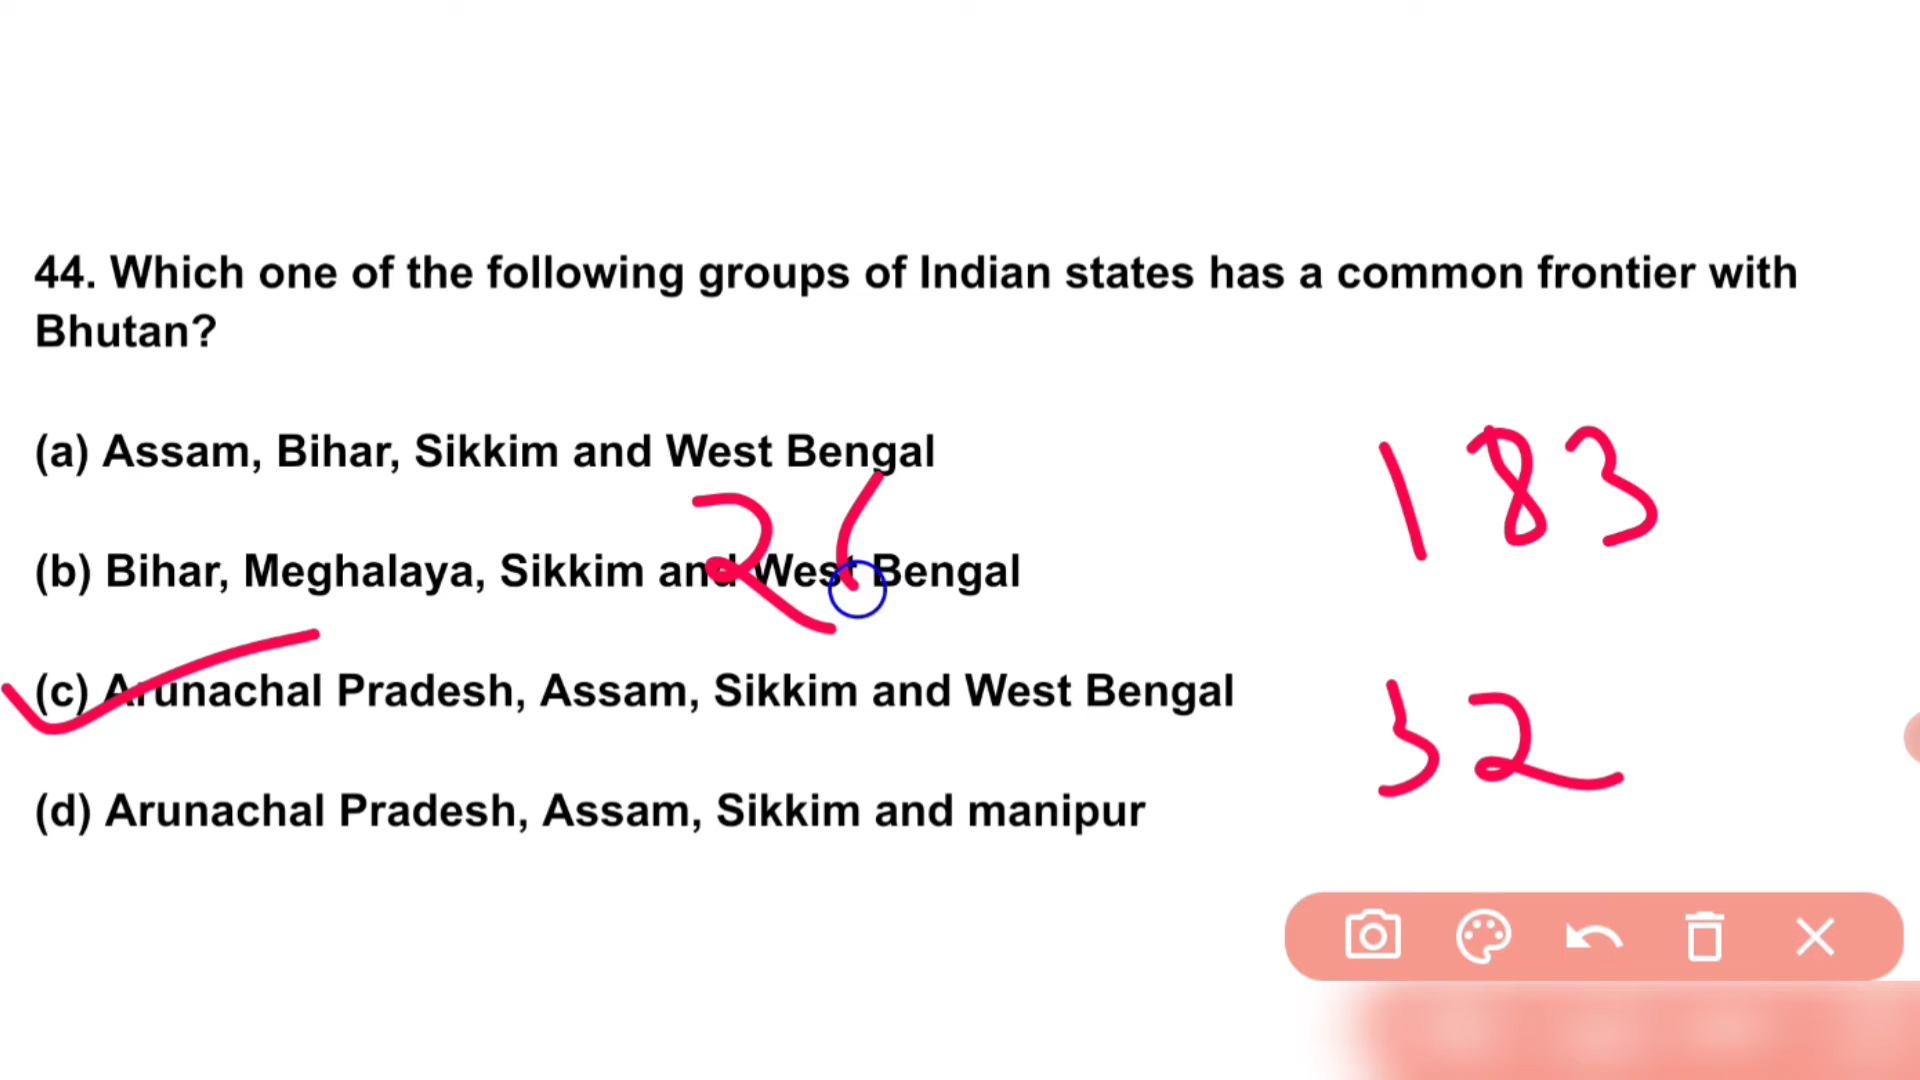 44. Which one of the following groups of Indian states has a common frontier with
Bhutan?
(a) Assam, Bihar, Sikkim and West Bengal
183
26
(b) Bihar, Meghalaya, Sikkim and West Bengal
(c) Arunachal Pradesh, Assam, Sikkim and West Bengal
32
(d) Arunachal Pradesh, Assam, Sikkim and manipur